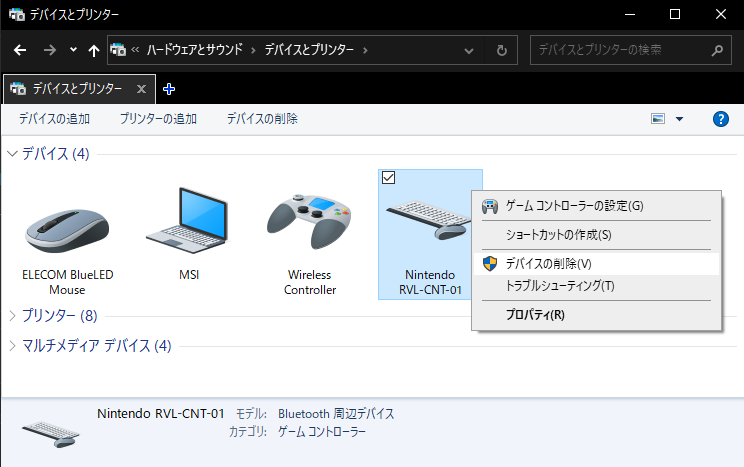 デバイスとプリンター
ハードウェアとサウンド
デバイスとプリンター
デバイスとプリンターの検索
デバイスとプリンター
デバイスの追加
プリンターの追加
デバイスの削除
デバイス (4)
ELECOM BlueLED
Mouse
MSI
Wireless
Controller
Nintendo
RVL-CNT-01
ゲーム コントローラーの設定(G)
ショートカットの作成(S)
デバイスの削除(V)
トラブルシューティング(T)
プロパティ(R)
プリンター (8)
マルチメディア デバイス (4)
Nintendo RVL-CNT-01
モデル: Bluetooth 周辺デバイス
カテゴリ: ゲーム コントローラー